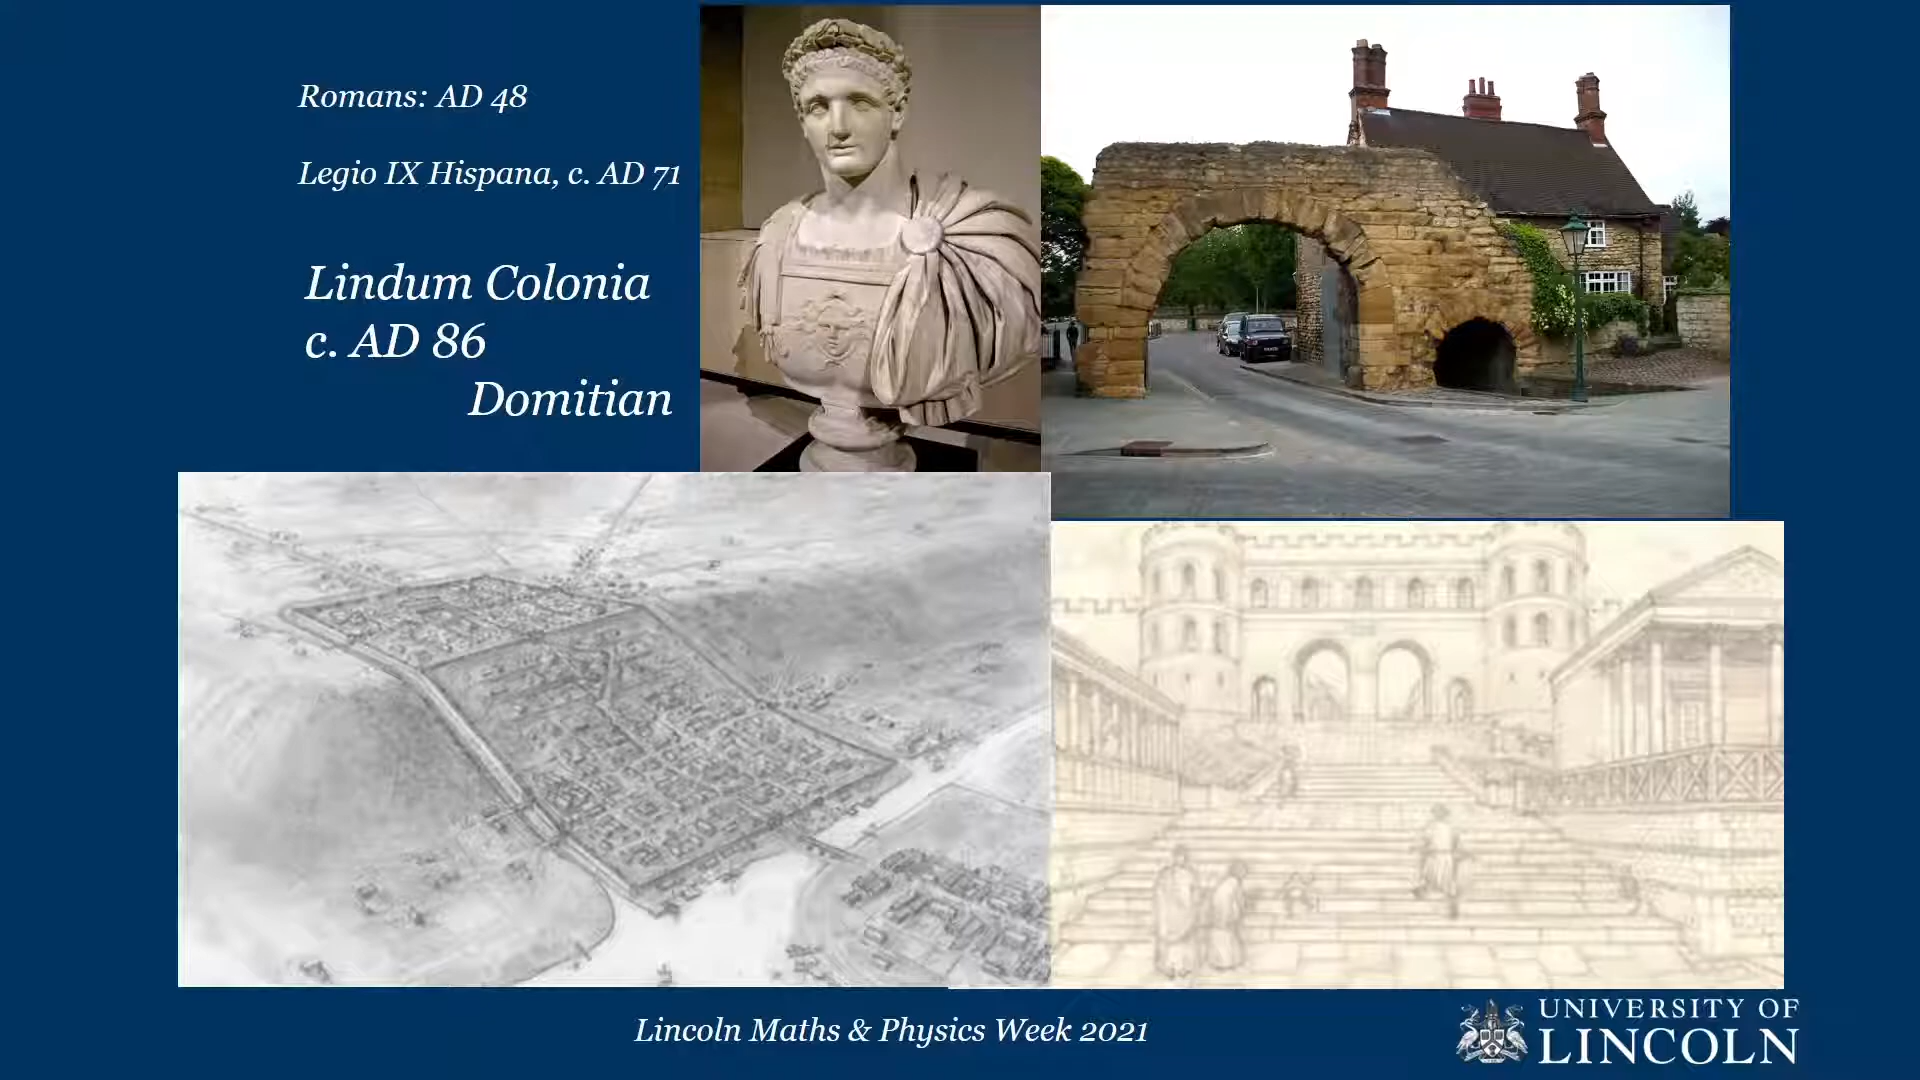 Romans: AD 48
Legio IX Hispana, c. AD 71
Lindum Colonia
c. AD 86
Domitian
Lincoln Maths & Physics Week 2021
UNIVERSITY OF
LINCOLN